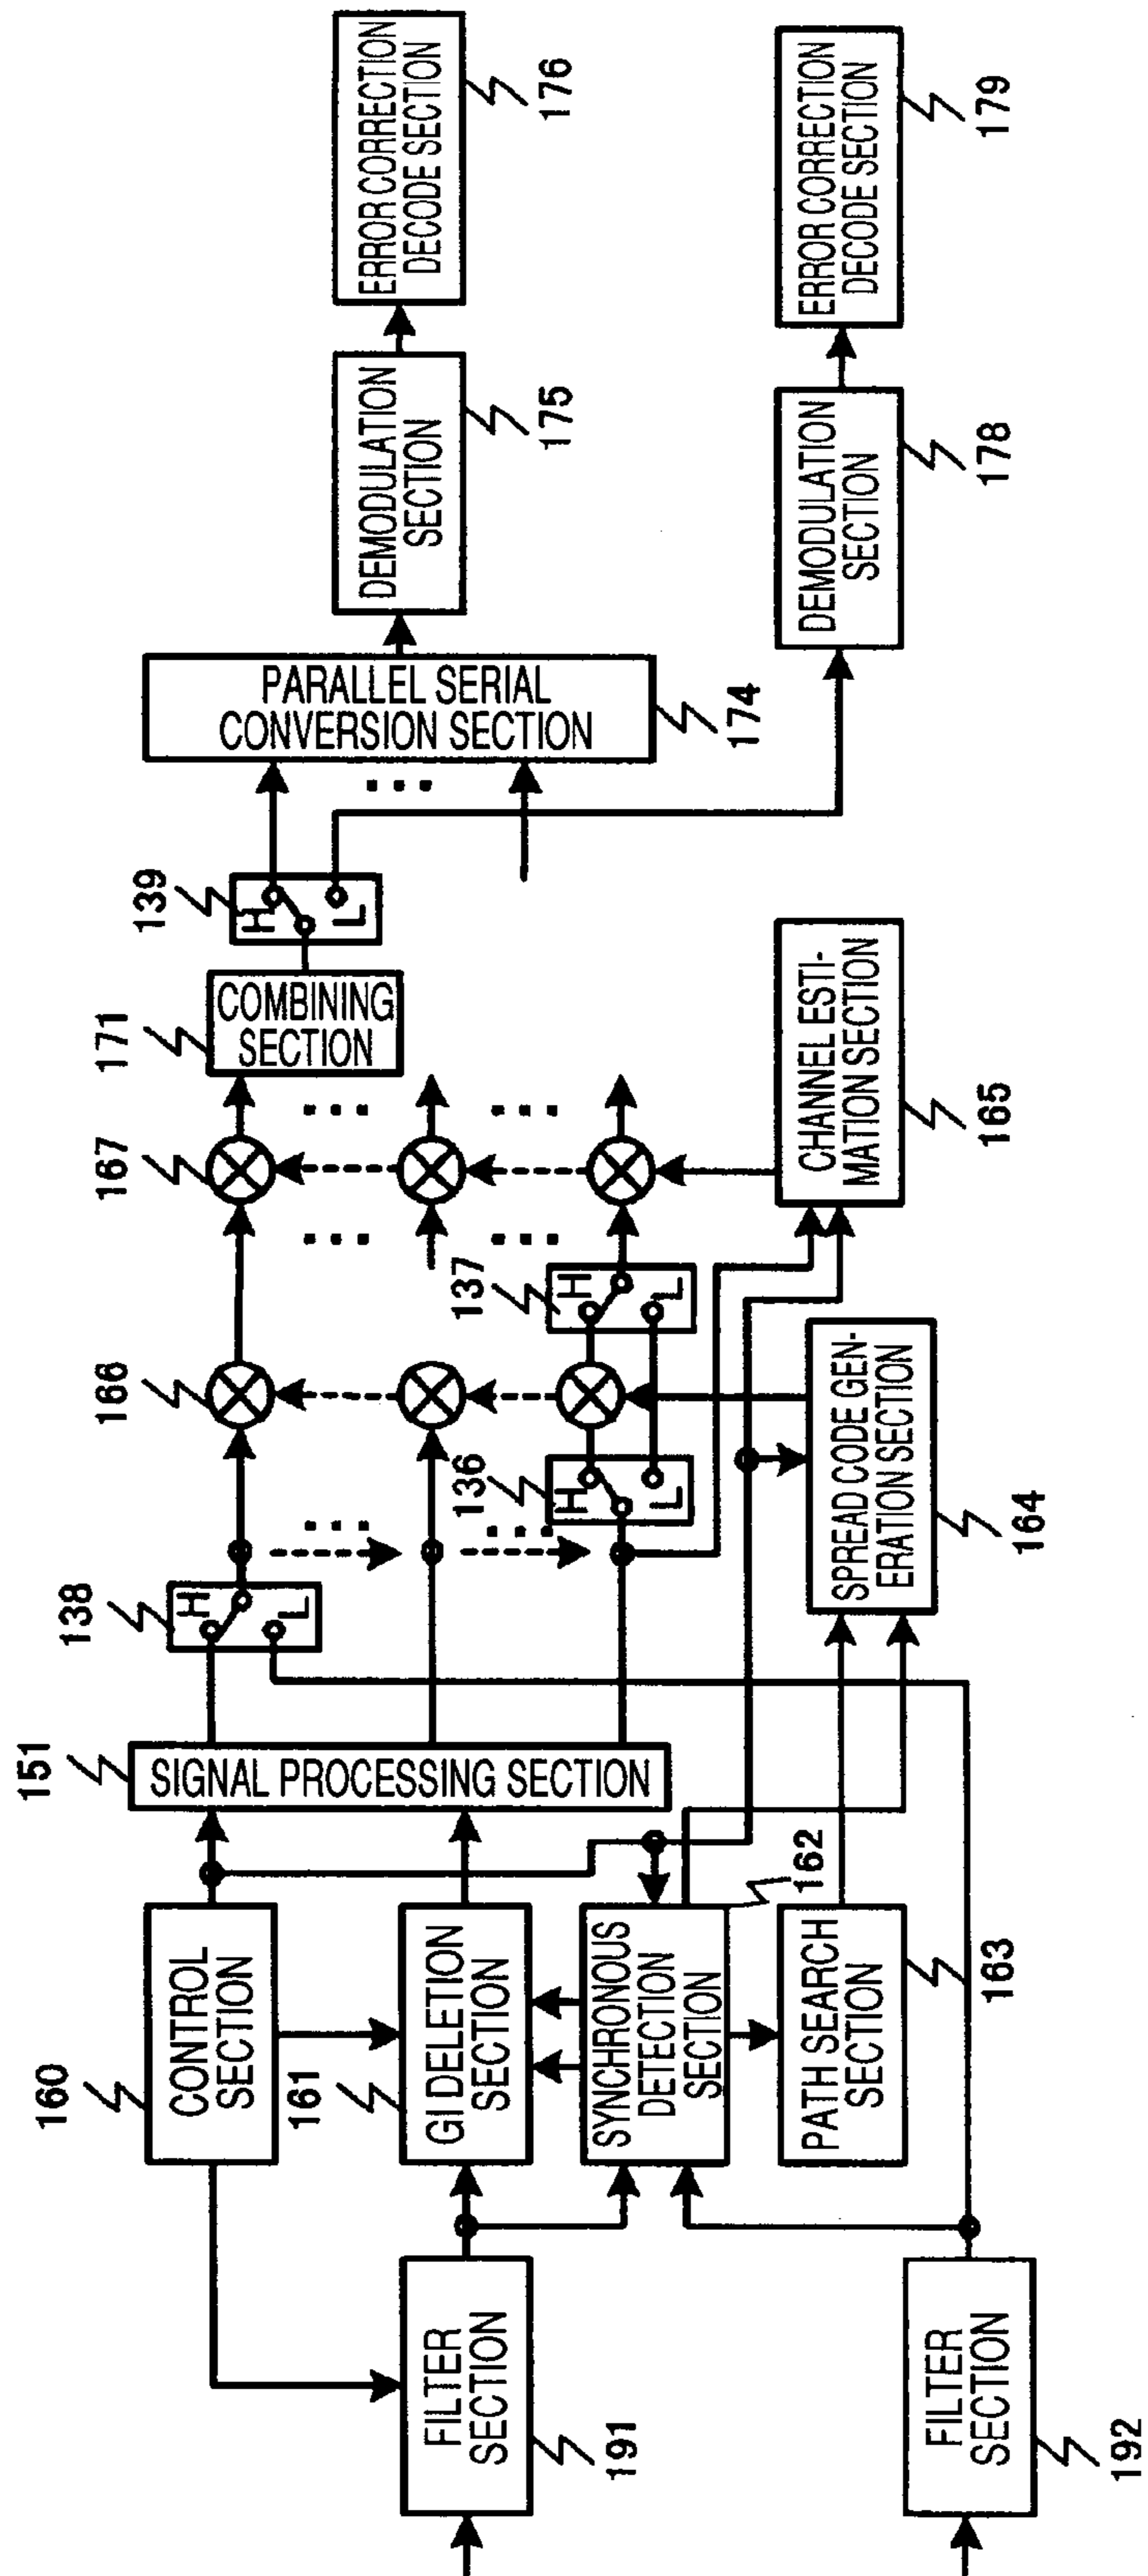 160
CONTROL
SECTION
161
GI DELETION
SECTION
FILTER
SECTION
191
SYNCHRONOUS
DETECTION
SECTION
162
PATH SEARCH
SECTION
163
FILTER
SECTION
192
151
SIGNAL PROCESSING SECTION
138
H
L
166
136
H
L
137
H
L
SPREAD CODE GEN-
ERATION SECTION
164
167
CHANNEL ESTI-
MATION SECTION
165
171
COMBINING
SECTION
139
H
L
PARALLEL SERIAL
CONVERSION SECTION
174
DEMODULATION
SECTION
175
ERROR CORRECTION
DECODE SECTION
176
DEMODULATION
SECTION
178
ERROR CORRECTION
DECODE SECTION
179